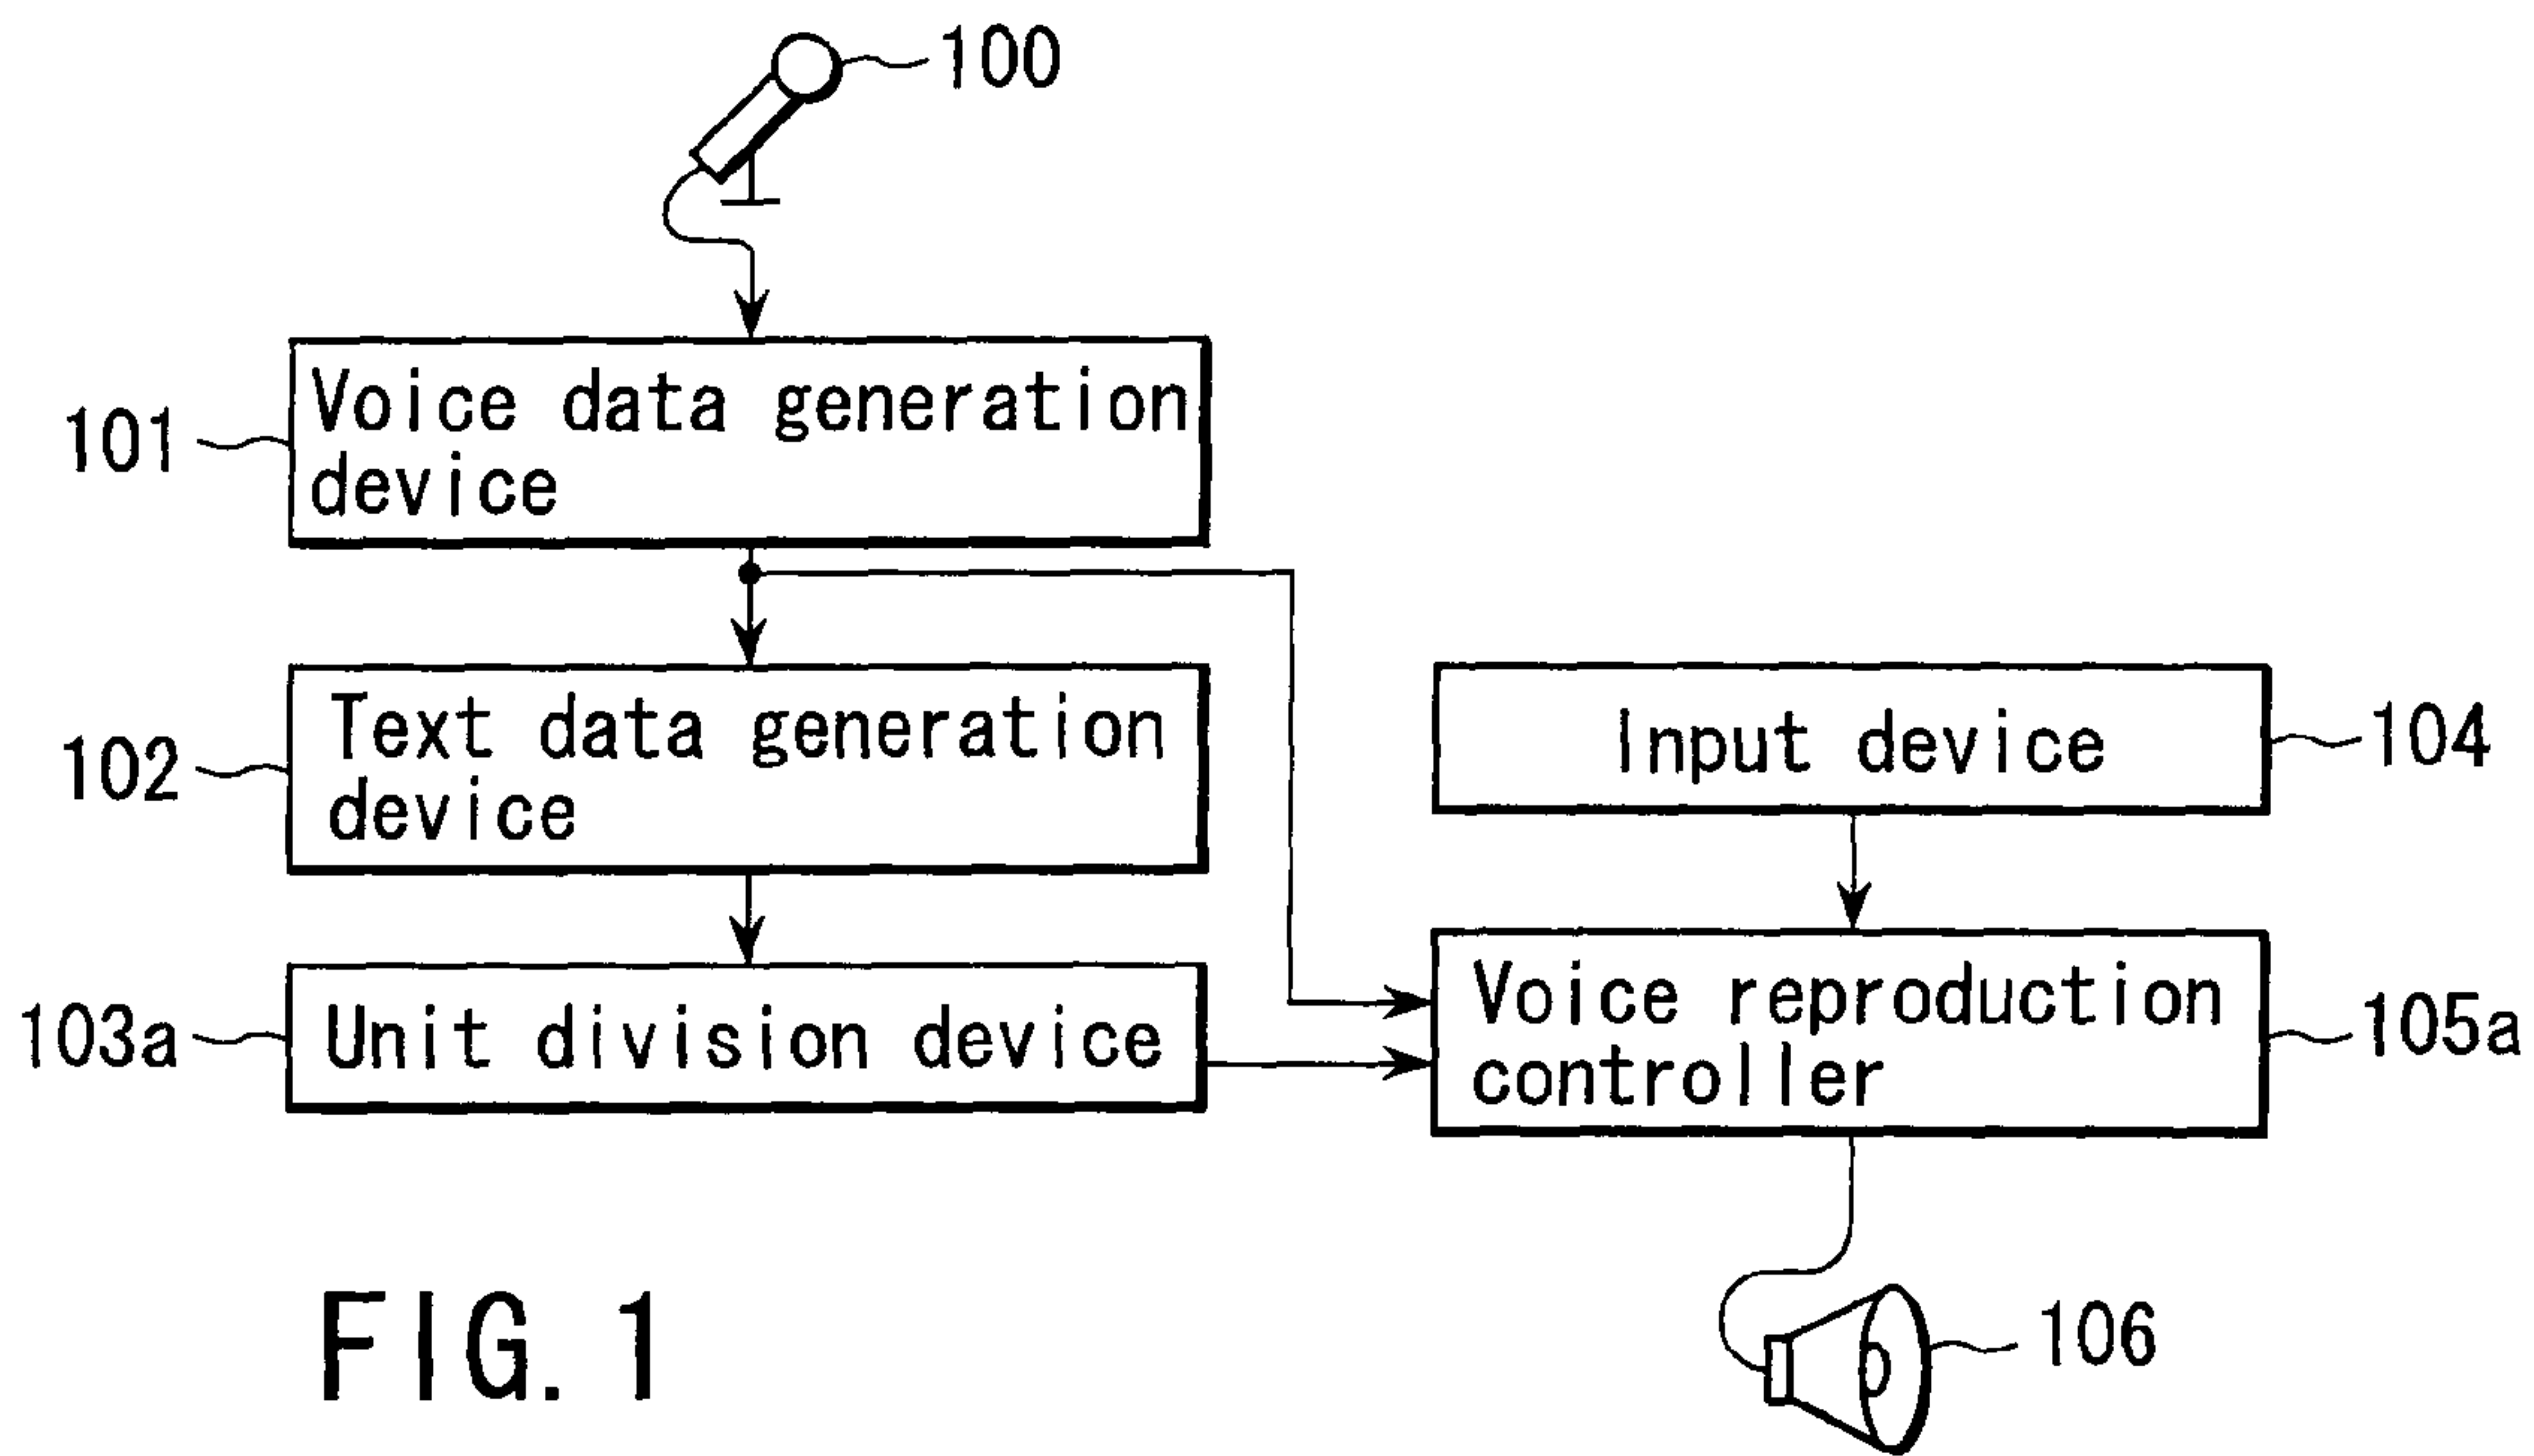 100
101
Voice data generation
device
102
Text data generation
device
Input device
104
103a
Unit division device
Voice reproduction
controller
105a
FIG. 1
106